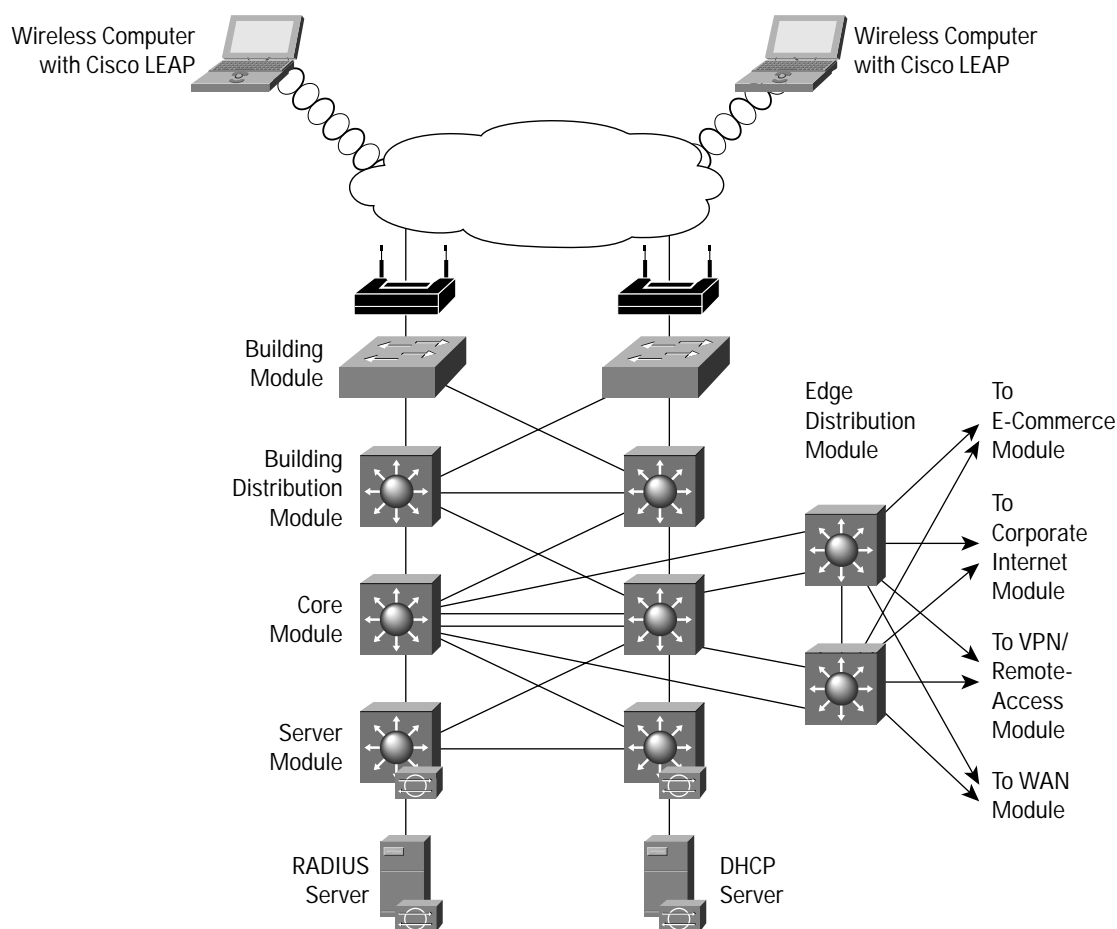 Wireless Computer
with Cisco LEAP
Wireless Computer
with Cisco LEAP
Building
Module
Edge
Distribution
Module
To
E-Commerce
Module
Building
Distribution
Module
To
Corporate
Internet
Module
Core
Module
To VPN/
Remote-
Access
Module
Server
Module
To WAN
Module
RADIUS
Server
DHCP
Server